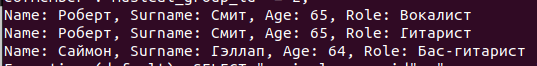 Name: Роберт, Surname: Смит, Age: 65, Role: Вокалист
Name: Роберт, Surname: Смит, Age: 65, Role: Гитарист
Name: Саймон, Surname: Гэллап, Age: 64, Role: Бас-гитарист